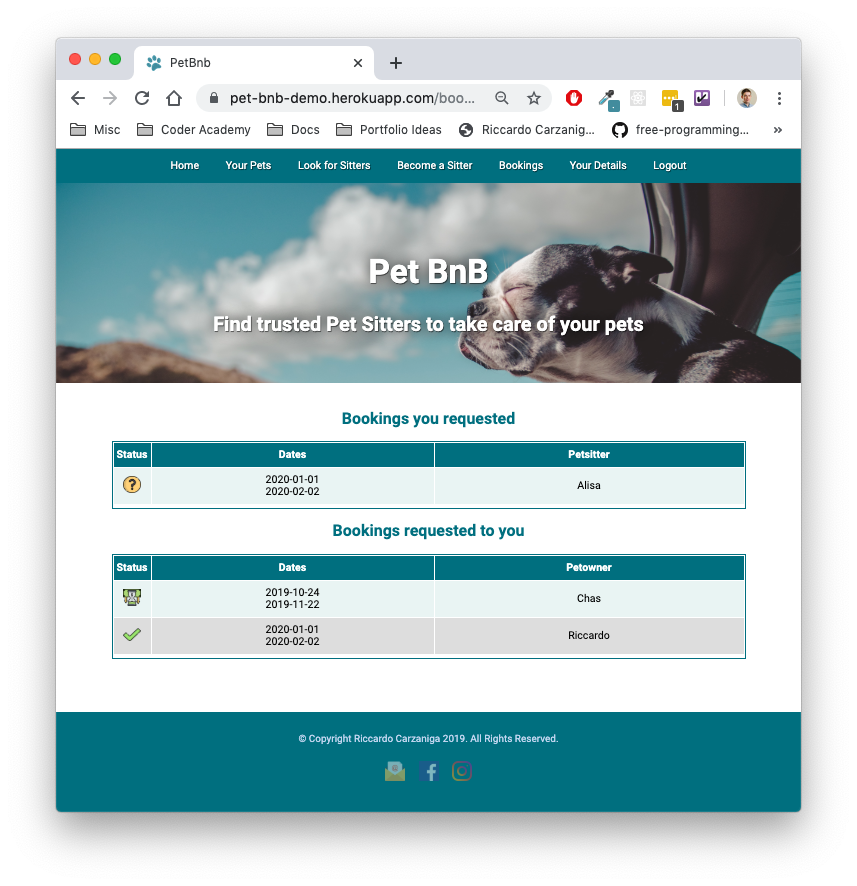 PetBnb
pet-bnb-demo.herokuapp.com/boo...
1
Misc
Coder Academy
Docs
Portfolio Ideas
Riccardo Carzanig...
free-programming...
»
Home
Your Pets
Look for Sitters
Become a Sitter
Bookings
Your Details
Logout
Pet BnB
Find trusted Pet Sitters to take care of your pets
Bookings you requested
Status Dates Petsitter
?
2020-01-01
2020-02-02
Alisa
Bookings requested to you
Status Dates Petowner
2019-10-24
2019-11-22
Chas
2020-01-01
2020-02-02
Riccardo
© Copyright Riccardo Carzaniga 2019. All Rights Reserved.